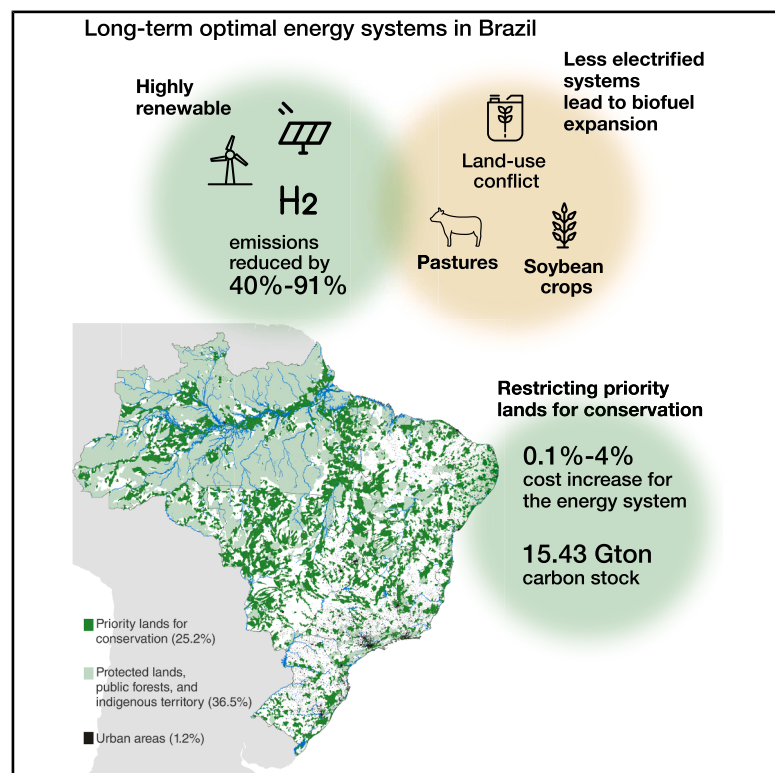 Long-term optimal energy systems in Brazil
Highly
renewable
H2
emissions
reduced by
40%-91%
Less electrified
systems
lead to biofuel
expansion
Land-use
conflict
Pastures
Soybean
crops
Restricting priority
lands for conservation
0.1%-4%
cost increase for
the energy system
15.43 Gton
carbon stock
Priority lands for
conservation (25.2%)
Protected lands,
public forests, and
indigenous territory (36.5%)
Urban areas (1.2%)